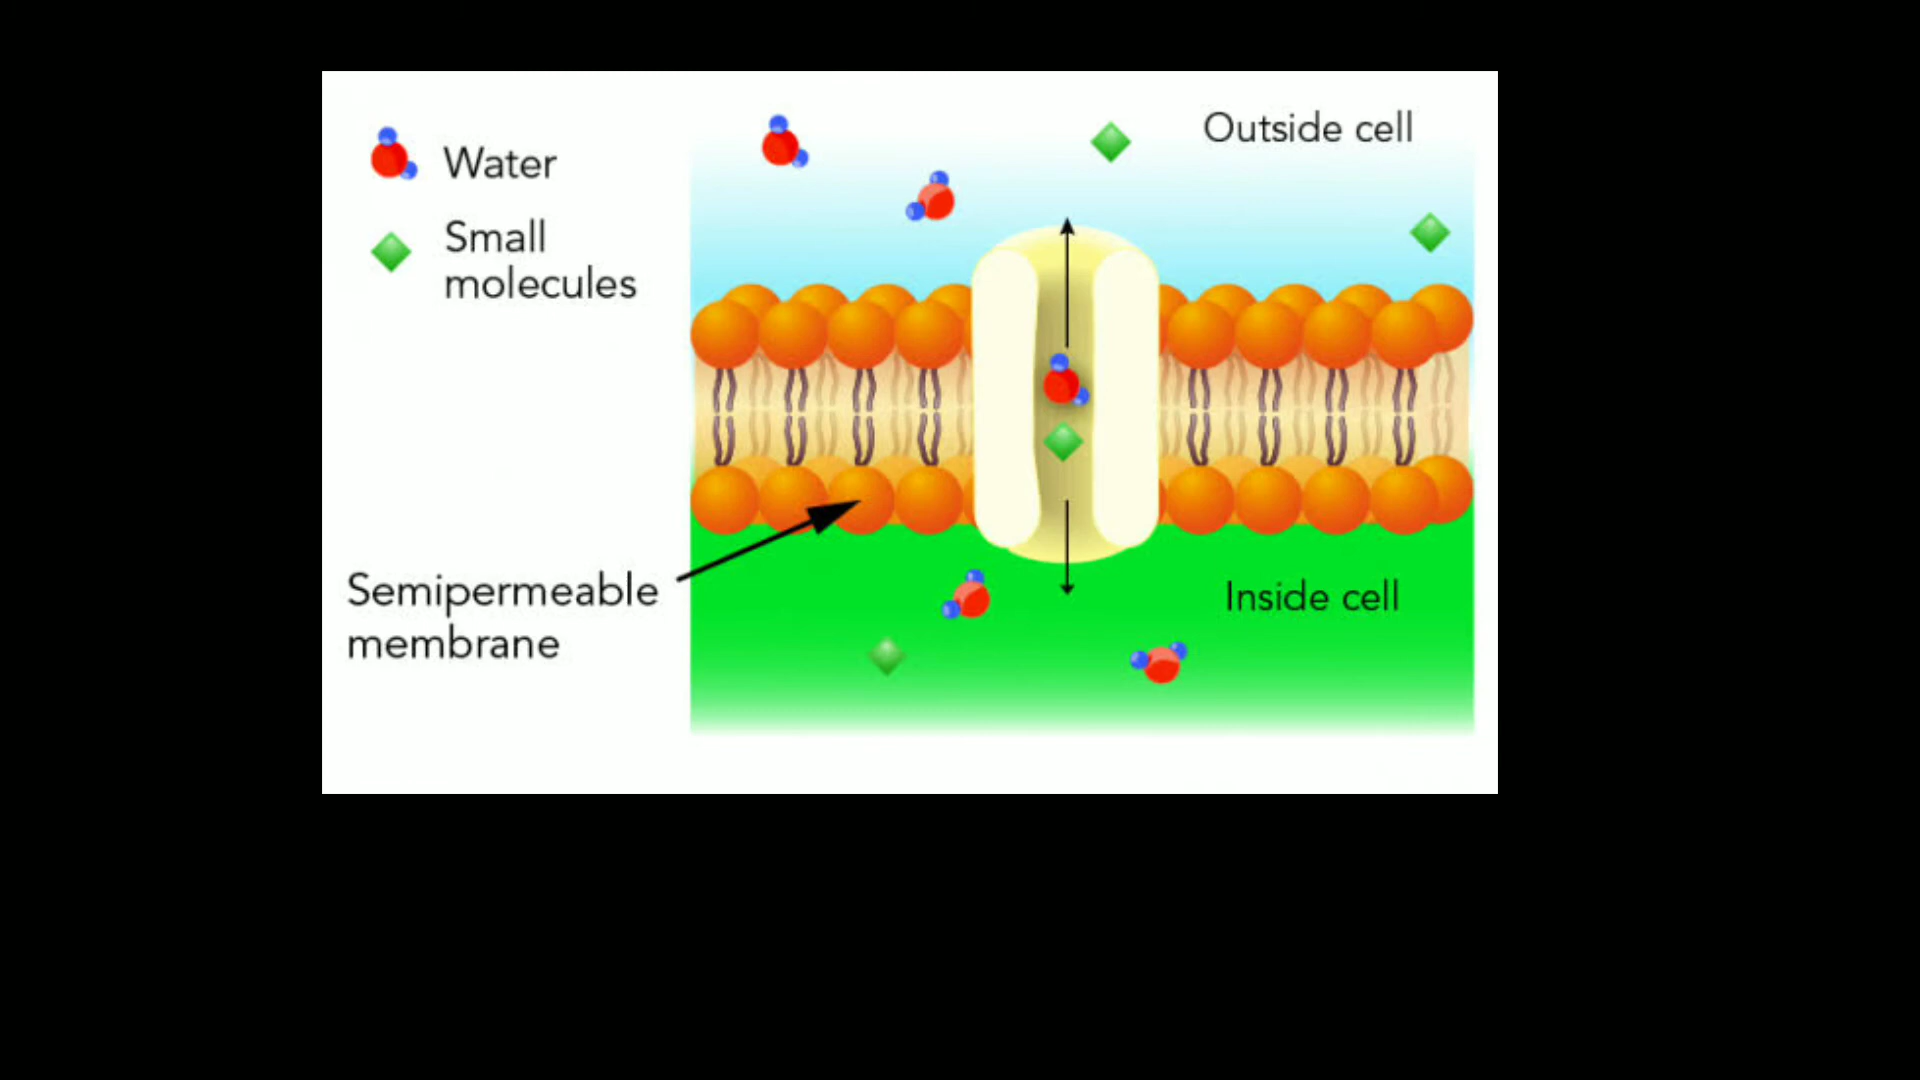 Outside cell
Water
Small
molecules
Semipermeable
membrane
Inside cell